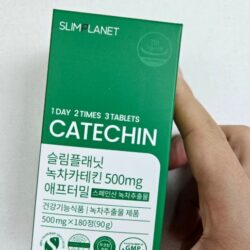 SLIMPLANET
1 DAY 2 TIMES 3 TABLETS
CATECHIN
슬림플래닛
녹차카테킨 500mg
애프터밀 스페인산 녹차추출물
건강기능식품 | 녹차추출물 제품
500mg×180정(90g)
GMP